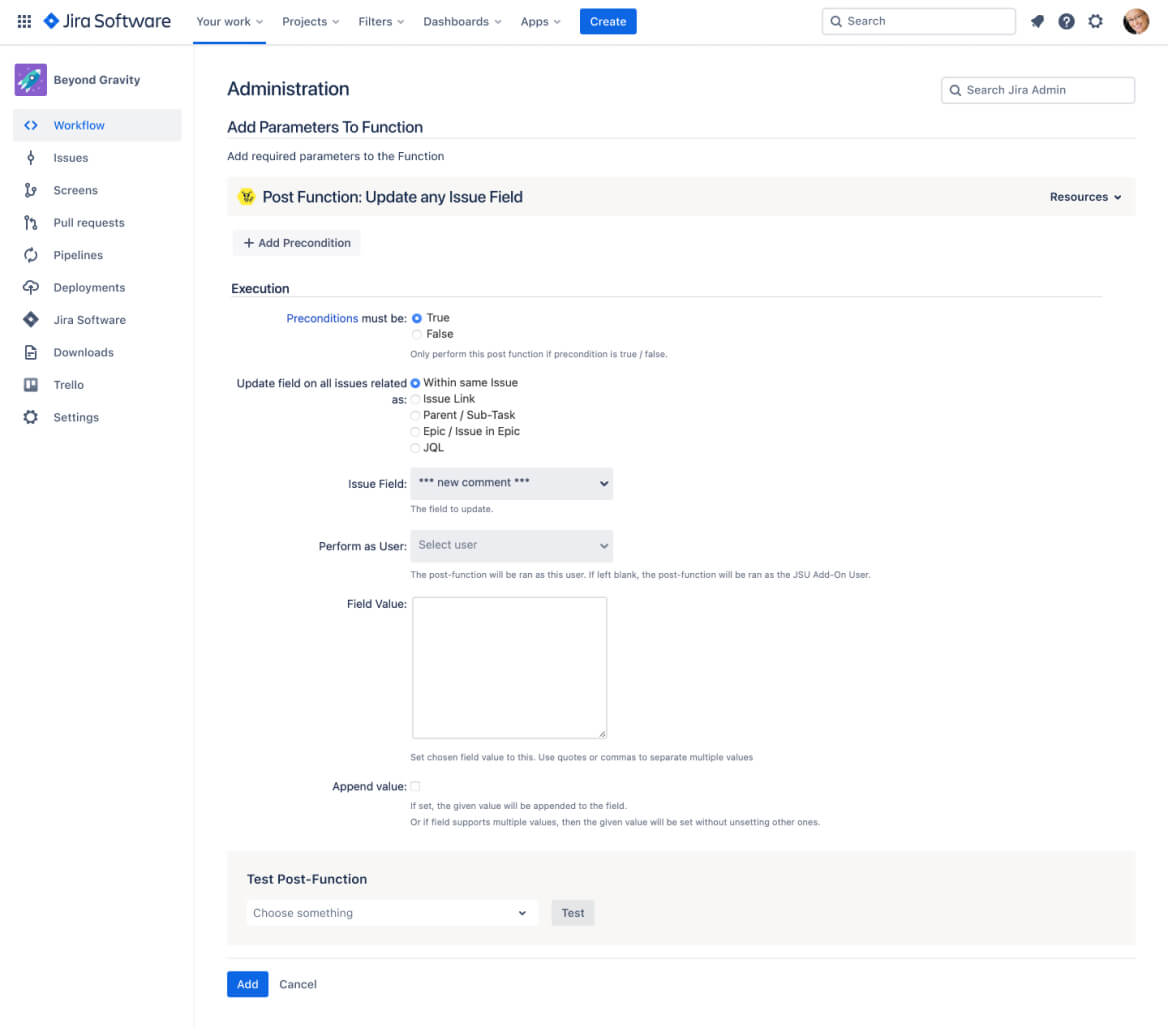 Jira Software Your work Projects Filters Dashboards Apps Create Search
Beyond Gravity
Workflow
Issues
Screens
Pull requests
Pipelines
Deployments
Jira Software
Downloads
Trello
Settings
Administration Search Jira Admin
Add Parameters To Function
Add required parameters to the Function
Post Function: Update any Issue Field Resources
+ Add Precondition
Execution
Preconditions must be: True
False
Only perform this post function if precondition is true / false.
Update field on all issues related as: Within same Issue
Issue Link
Parent / Sub-Task
Epic / Issue in Epic
JQL
Issue Field: *** new comment ***
The field to update.
Perform as User: Select user
The post-function will be ran as this user. If left blank, the post-function will be ran as the JSU Add-On User.
Field Value:
Set chosen field value to this. Use quotes or commas to separate multiple values
Append value:
If set, the given value will be appended to the field.
Or if field supports multiple values, then the given value will be set without unsetting other ones.
Test Post-Function
Choose something Test
Add Cancel